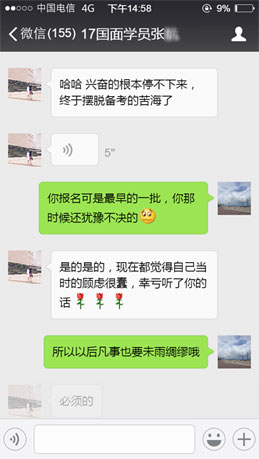 中国电信 4G 下午14:58 9%
微信(155) 17国面学员张
哈哈 兴奋的根本停不下来，
终于摆脱备考的苦海了
5"
你报名可是最早的一批，你那
时候还犹豫不决的
是的是的，现在都觉得自己当
时的顾虑很蠢，幸亏听了你的
话
所以以后凡事也要未雨绸缪哦
必须的